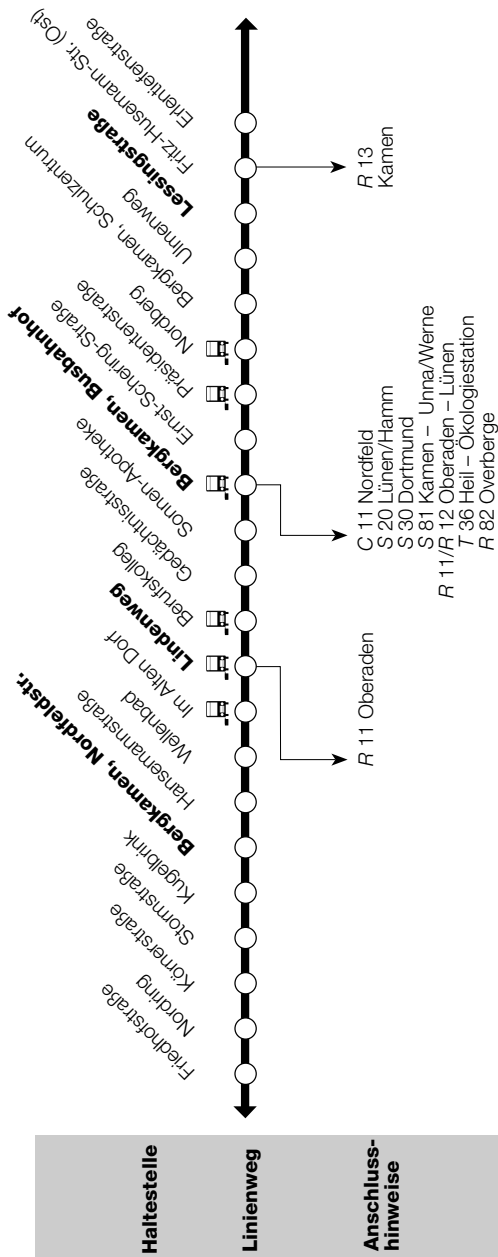 Haltestelle
Friedhofstraße
Nordring
Körnerstraße
Stormstraße
Kugelbrink
Bergkamen, Nordfeldstr.
Hansemannstraße
Wellenbad
Im Alten Dorf
Lindenweg
Berufskolleg
Gedächtnisstraße
Sonnen-Apotheke
Bergkamen, Busbahnhof
Ernst-Schering-Straße
Präsidentenstraße
Nordberg
Bergkamen, Schulzentrum
Ulmenweg
Lessingstraße
Fritz-Husemann-Str. (Ost)
Erlentiefenstraße
Linienweg
Anschluss-
hinweise
R 11 Oberaden
C 11 Nordfeld
S 20 Lünen/Hamm
S 30 Dortmund
S 81 Kamen – Unna/Werne
R 11/R 12 Oberaden – Lünen
T 36 Heil – Ökologiestation
R 82 Overberge
R 13
Kamen